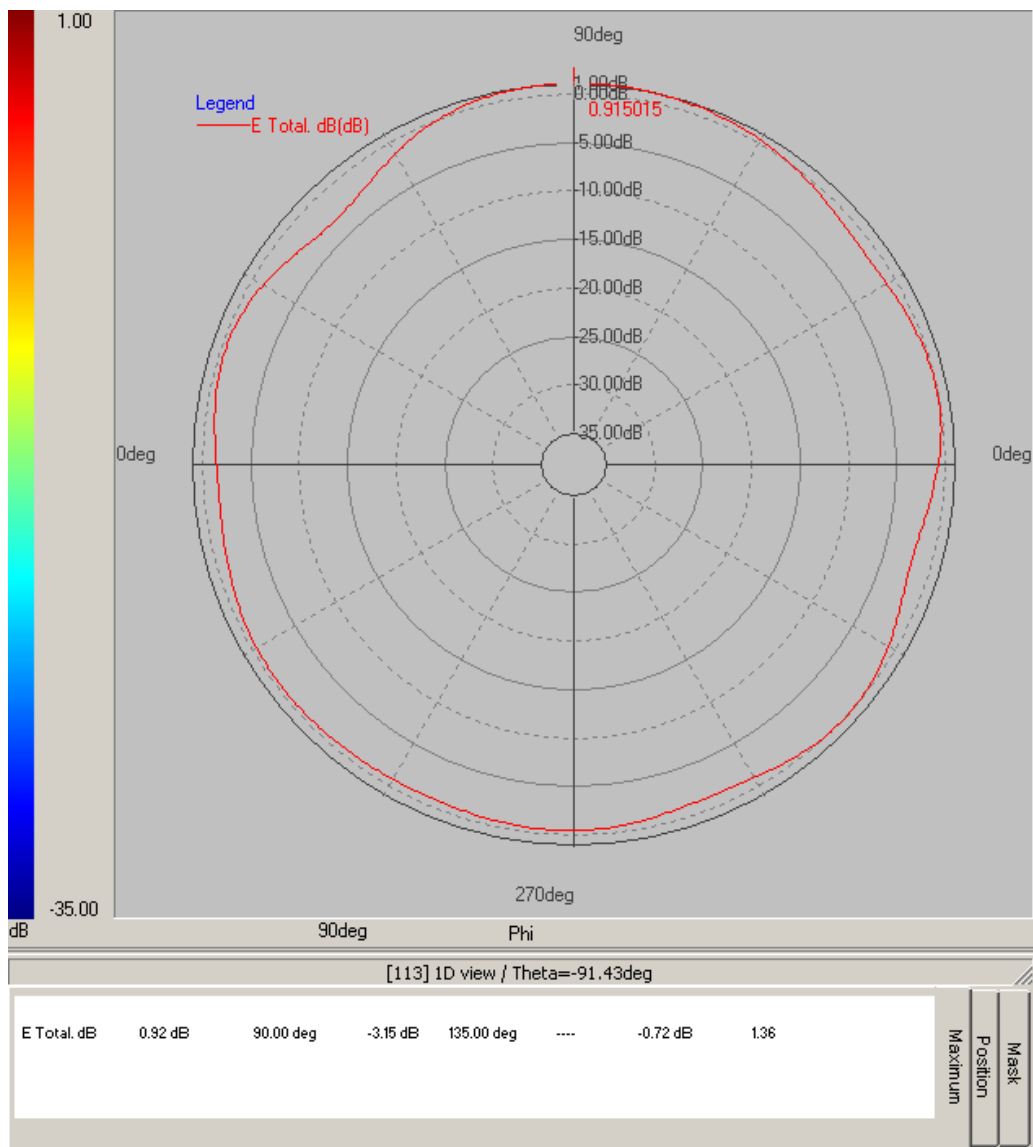 1.00
90deg
1.00dB
0.00dB
0.915015
Legend
E Total. dB(dB)
-5.00dB
-10.00dB
-15.00dB
-20.00dB
-25.00dB
-30.00dB
-35.00dB
0deg
0deg
270deg
-35.00
dB
90deg
Phi
[113] 1D view / Theta=-91.43deg
E Total. dB 0.92 dB 90.00 deg -3.15 dB 135.00 deg ---- -0.72 dB 1.36
Maximum
Position
Mask